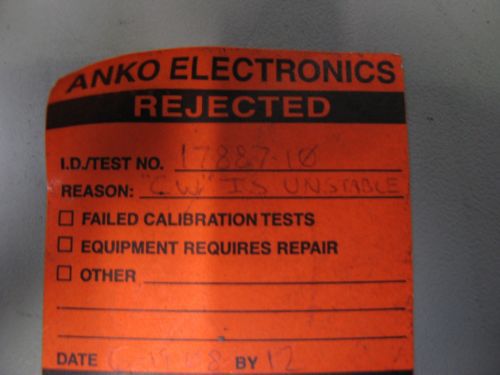 ANKO ELECTRONICS
REJECTED
I.D./TEST NO. 17887-10
REASON: "CW" IS UNSTABLE
FAILED CALIBRATION TESTS
EQUIPMENT REQUIRES REPAIR
OTHER
DATE BY 12